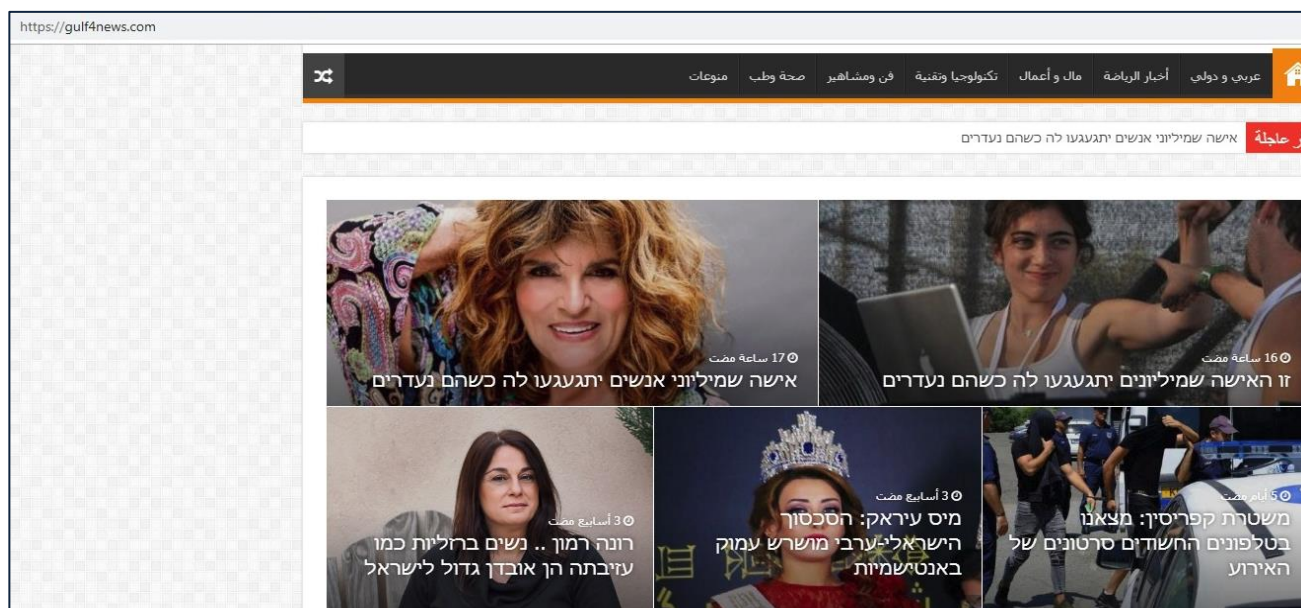 https://gulf4news.com
عربي و دولي أخبار الرياضة مال و أعمال تكنولوجيا وتقنية فن ومشاهير صحة وطب منوعات
ر عاجلة אישה שמיליוני אנשים יתגעגעו לה כשהם נעדרים
16 ساعة مضت
זו האישה שמיליונים יתגעגעו לה כשהם נעדרים
17 ساعة مضت
אישה שמיליוני אנשים יתגעגעו לה כשהם נעדרים
5 أيام مضت
משטרת קפריסין: מצאנו
בטלפונים החשודים סרטונים של
האירוע
3 أسابيع مضت
מיס עיראק: הסכסוך
הישראלי-ערבי מושרש עמוק
באנטישמיות
3 أسابيع مضت
רונה רמון .. נשים ברזליות כמו
עזיבתה הן אובדן גדול לישראל